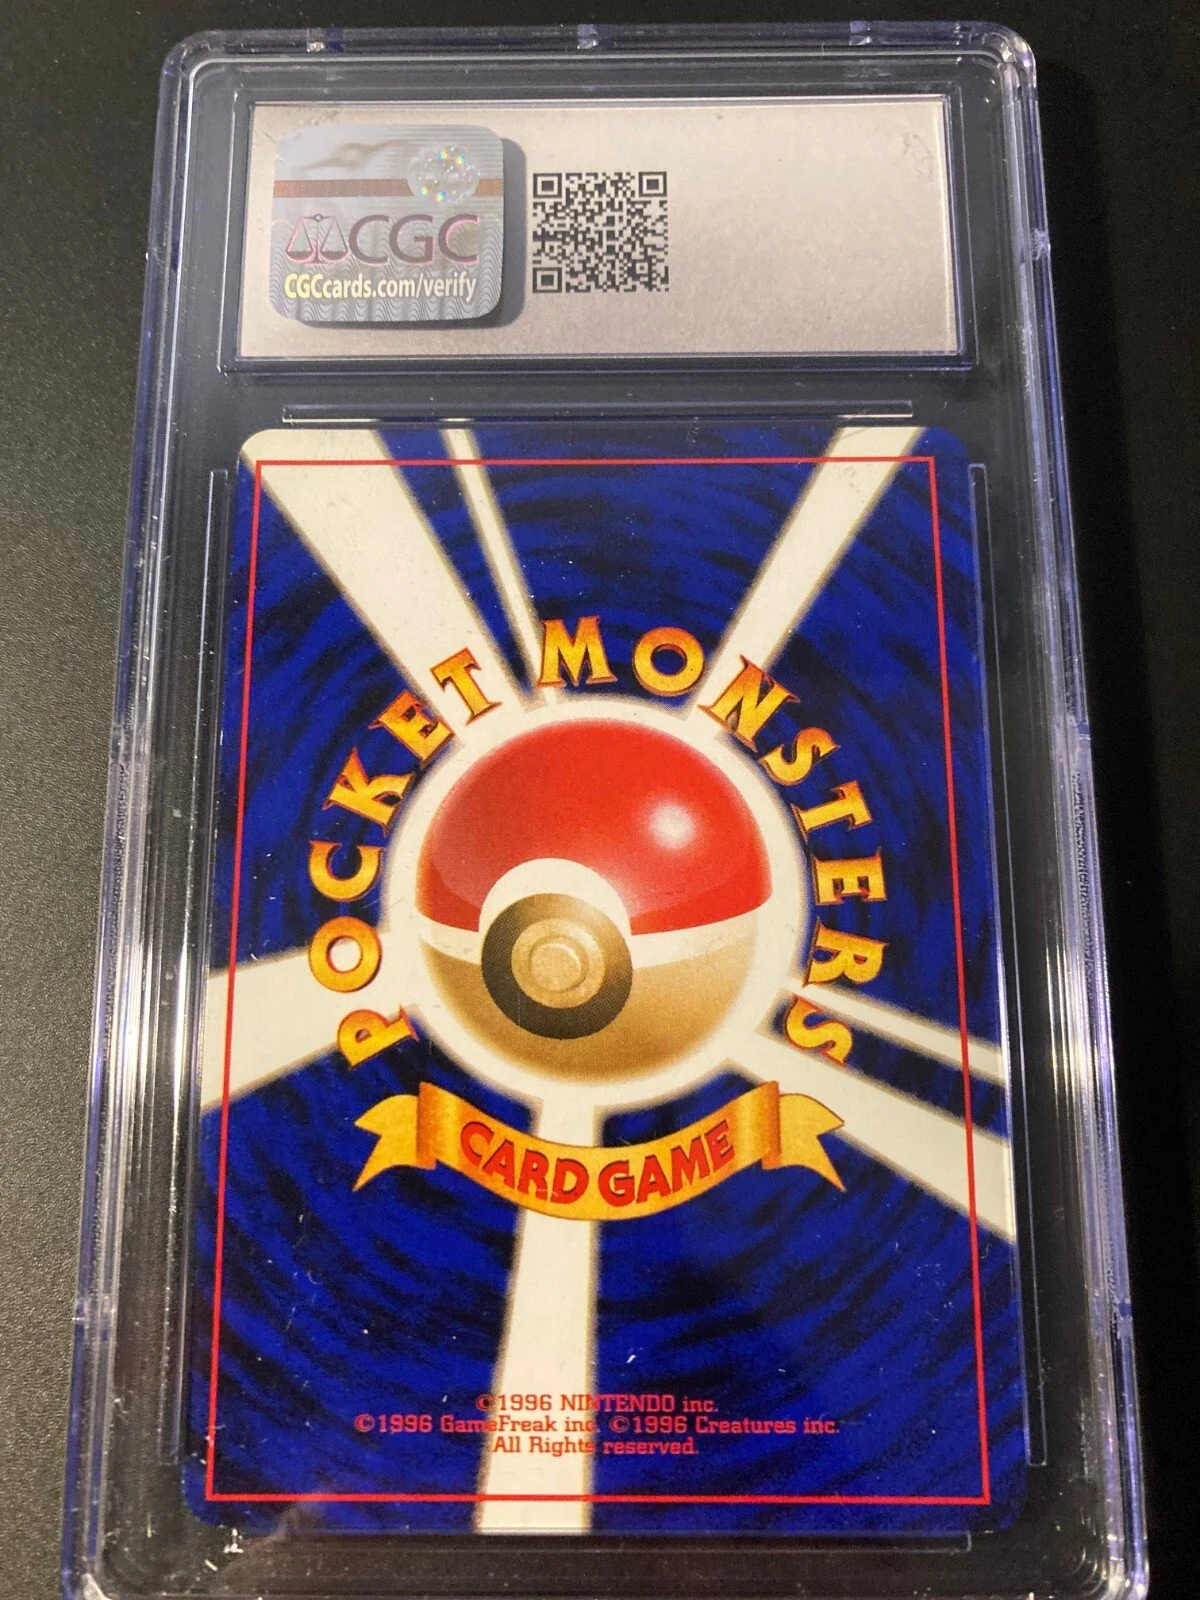 CGC
CGCcards.com/verify
POCKET MONSTERS
CARD GAME
©1996 NINTENDO inc.
©1996 GameFreak inc. ©1996 Creatures inc.
All Rights reserved.